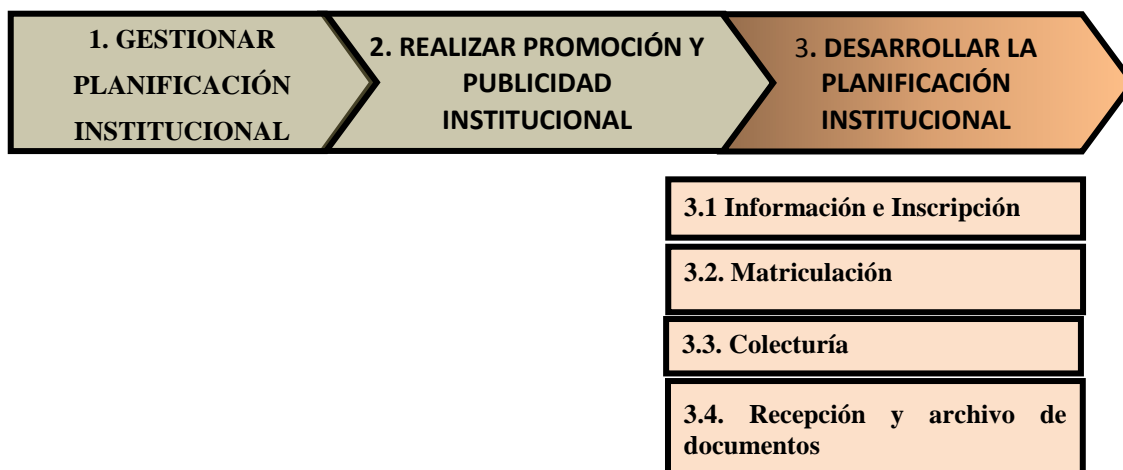 1. GESTIONAR
PLANIFICACIÓN
INSTITUCIONAL
2. REALIZAR PROMOCIÓN Y
PUBLICIDAD
INSTITUCIONAL
3. DESARROLLAR LA
PLANIFICACIÓN
INSTITUCIONAL
3.1 Información e Inscripción
3.2. Matriculación
3.3. Colecturía
3.4. Recepción y archivo de
documentos